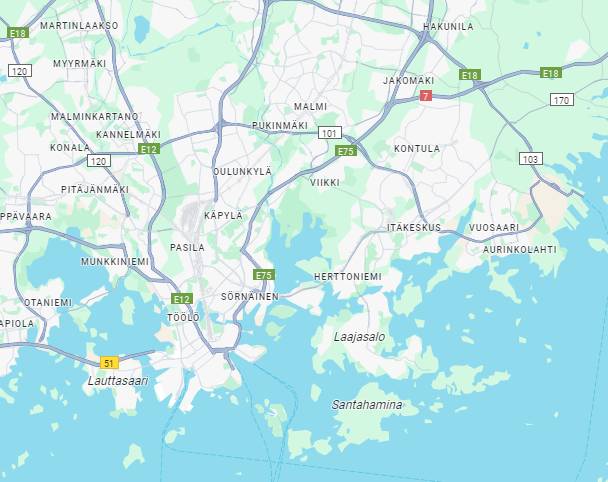 MARTINLAAKSO
HAKUNILA
E18
MYYRMÄKI
120
E18
E18
JAKOMÄKI
7
170
MALMI
MALMINKARTANO
PUKINMÄKI
101
KANNELMÄKI
KONALA
E12
E75
KONTULA
120
103
OULUNKYLÄ
VIIKKI
PITÄJÄNMÄKI
PPÄVAARA
KÄPYLÄ
ITÄKESKUS
VUOSAARI
PASILA
AURINKOLAHTI
MUNKKINIEMI
E75
HERTTONIEMI
OTANIEMI
E12
SÖRNÄINEN
TÖÖLÖ
APIOLA
Laajasalo
51
Lauttasaari
Santahamina